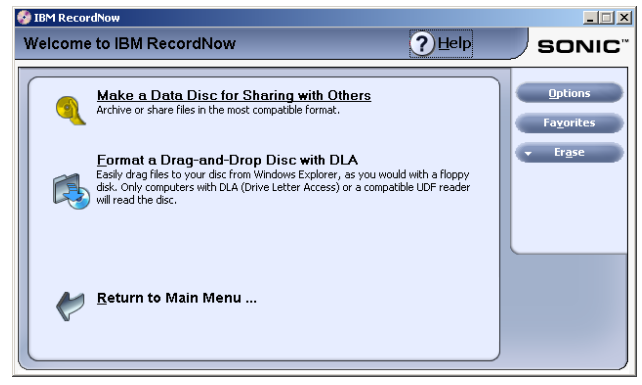 IBM RecordNow
Welcome to IBM RecordNow
? Help
SONIC™
Make a Data Disc for Sharing with Others
Archive or share files in the most compatible format.
Format a Drag-and-Drop Disc with DLA
Easily drag files to your disc from Windows Explorer, as you would with a floppy
disk. Only computers with DLA (Drive Letter Access) or a compatible UDF reader
will read the disc.
Return to Main Menu ...
Options
Favorites
Erase